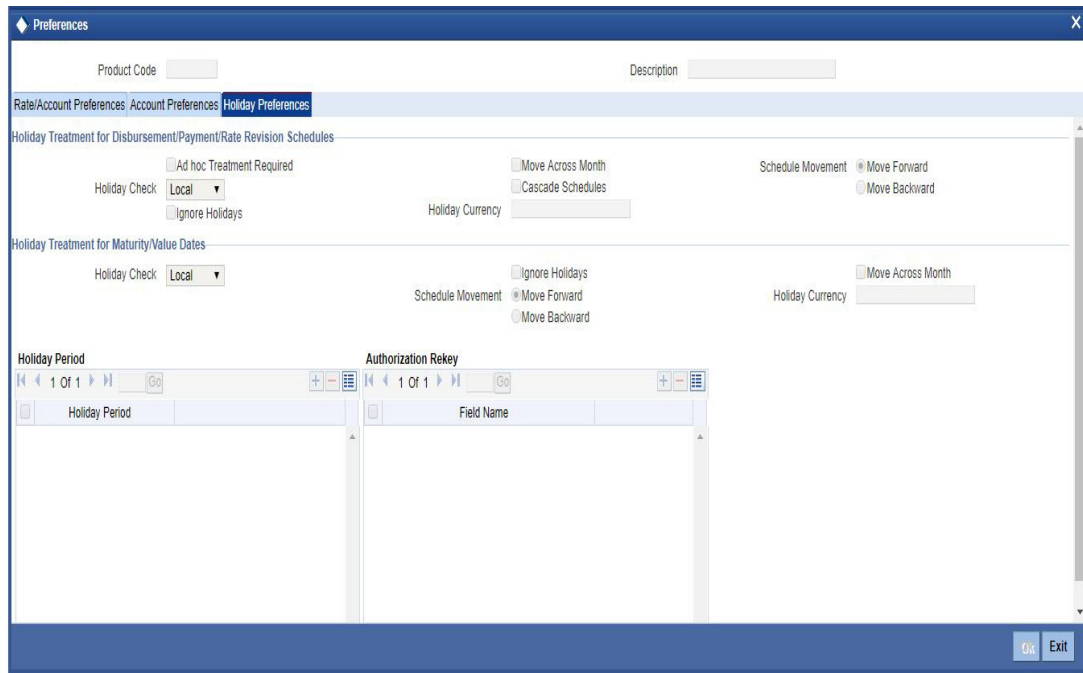 Preferences X
Product Code Description
Rate/Account Preferences Account Preferences Holiday Preferences
Holiday Treatment for Disbursement/Payment/Rate Revision Schedules
Ad hoc Treatment Required Move Across Month Schedule Movement Move Forward
Holiday Check Local Cascade Schedules Move Backward
Ignore Holidays Holiday Currency
Holiday Treatment for Maturity/Value Dates
Holiday Check Local Ignore Holidays Move Across Month
Schedule Movement Move Forward Holiday Currency
Move Backward
Holiday Period Authorization Rekey
1 Of 1 Go 1 Of 1 Go
Holiday Period Field Name
Ok Exit